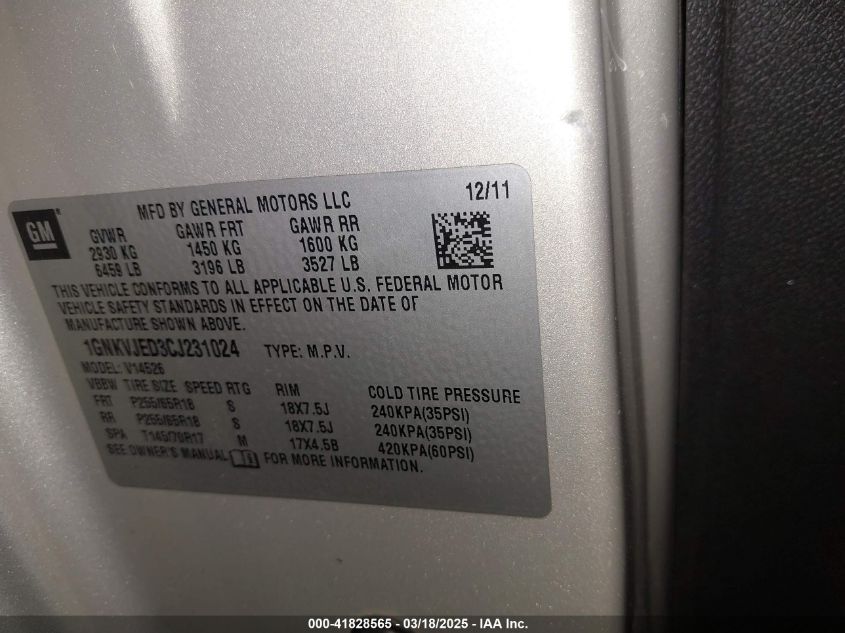 GM
MFD BY GENERAL MOTORS LLC 12/11
GVWR GAWR FRT GAWR RR
2930 KG 1450 KG 1600 KG
6459 LB 3196 LB 3527 LB
THIS VEHICLE CONFORMS TO ALL APPLICABLE U.S. FEDERAL MOTOR
VEHICLE SAFETY STANDARDS IN EFFECT ON THE DATE OF
MANUFACTURE SHOWN ABOVE.
1GNKVJED3CJ231024 TYPE: M.P.V.
MODEL: V14526
VBBW TIRE SIZE SPEED RTG RIM COLD TIRE PRESSURE
FRT P255/65R18 S 18X7.5J 240KPA(35PSI)
RR P255/65R18 S 18X7.5J 240KPA(35PSI)
SPA T145/70R17 M 17X4.5B 420KPA(60PSI)
SEE OWNER'S MANUAL FOR MORE INFORMATION.
000-41828565 - 03/18/2025 - IAA Inc.